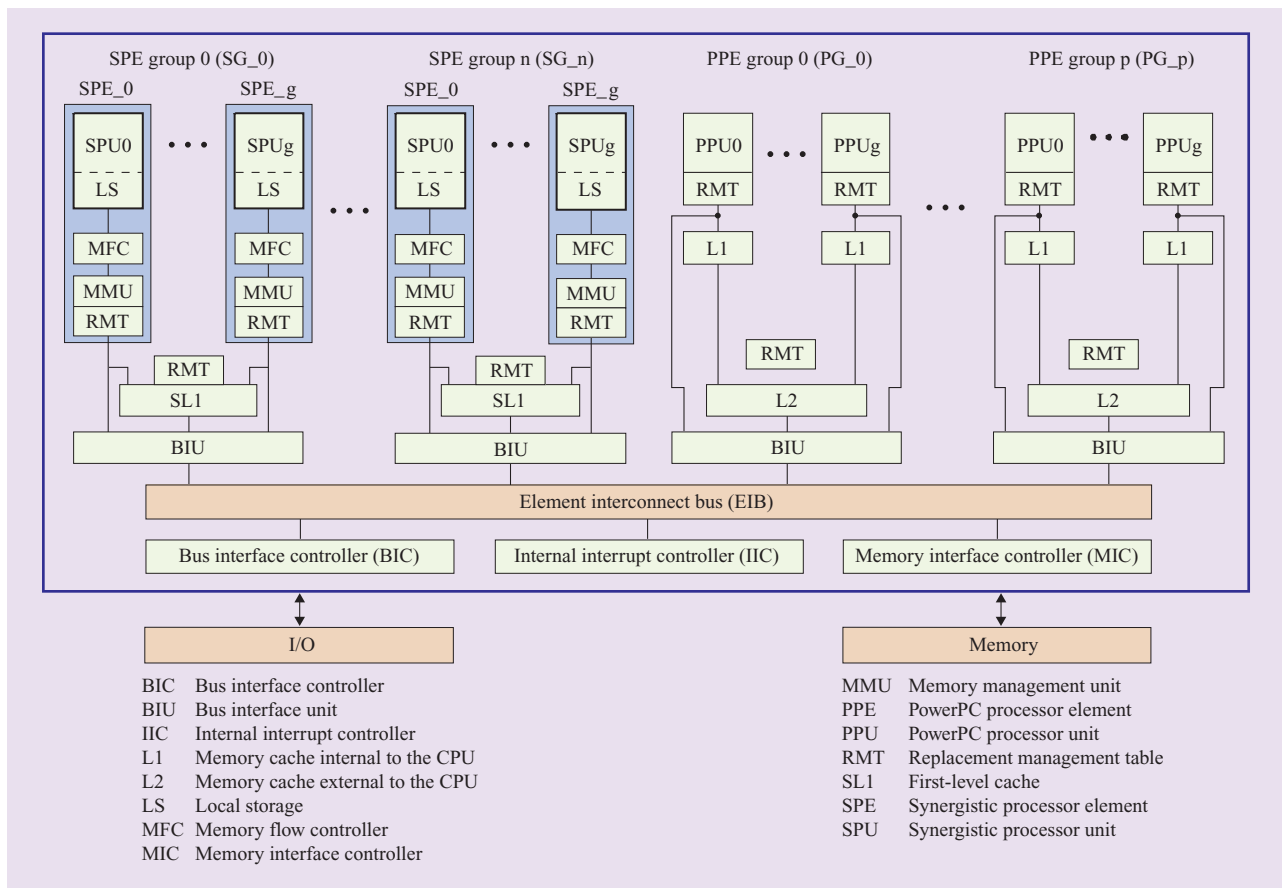 SPE group 0 (SG_0) SPE group n (SG_n) PPE group 0 (PG_0) PPE group p (PG_p)
SPE_0 SPE_g SPE_0 SPE_g
SPU0 • • • SPUg SPU0 • • • SPUg PPU0 • • • PPUg PPU0 • • • PPUg
LS LS • • • LS LS RMT RMT • • • RMT RMT
MFC MFC MFC MFC L1 L1 L1 L1
MMU MMU MMU MMU
RMT RMT RMT RMT
RMT RMT RMT RMT
SL1 SL1 L2 L2
BIU BIU BIU BIU
Element interconnect bus (EIB)
Bus interface controller (BIC) Internal interrupt controller (IIC) Memory interface controller (MIC)
I/O Memory
BIC Bus interface controller
BIU Bus interface unit
IIC Internal interrupt controller
L1 Memory cache internal to the CPU
L2 Memory cache external to the CPU
LS Local storage
MFC Memory flow controller
MIC Memory interface controller
MMU Memory management unit
PPE PowerPC processor element
PPU PowerPC processor unit
RMT Replacement management table
SL1 First-level cache
SPE Synergistic processor element
SPU Synergistic processor unit